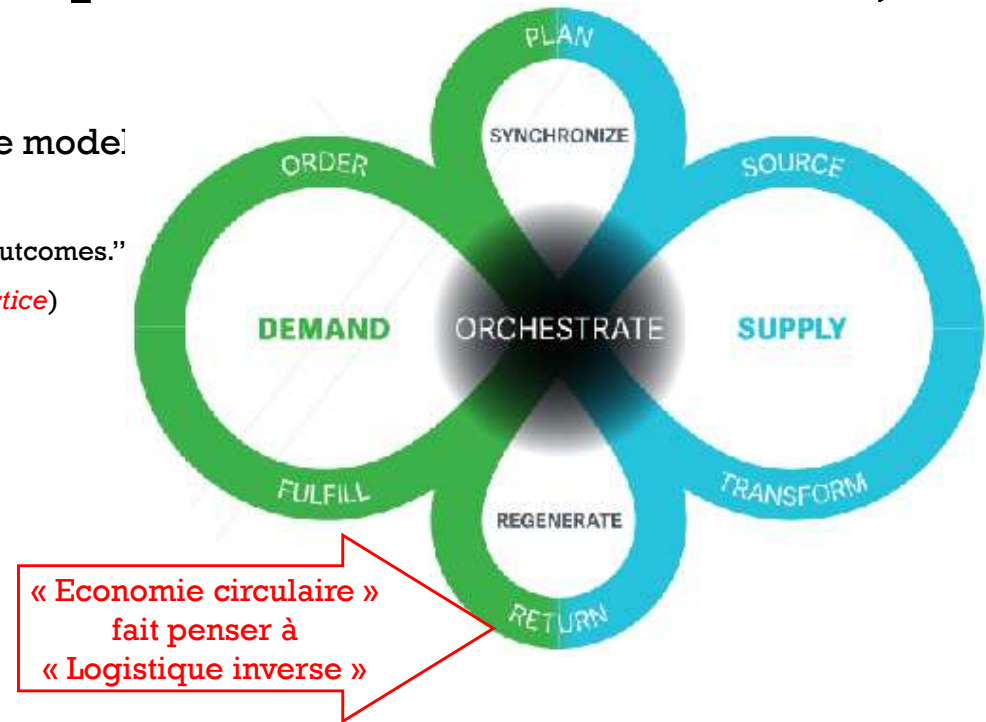 PLAN
SYNCHRONIZE
e model
ORDER
SOURCE
utcomes.”
rtice)
DEMAND
ORCHESTRATE
SUPPLY
FULFILL
TRANSFORM
REGENERATE
RETURN
« Economie circulaire »
fait penser à
« Logistique inverse »